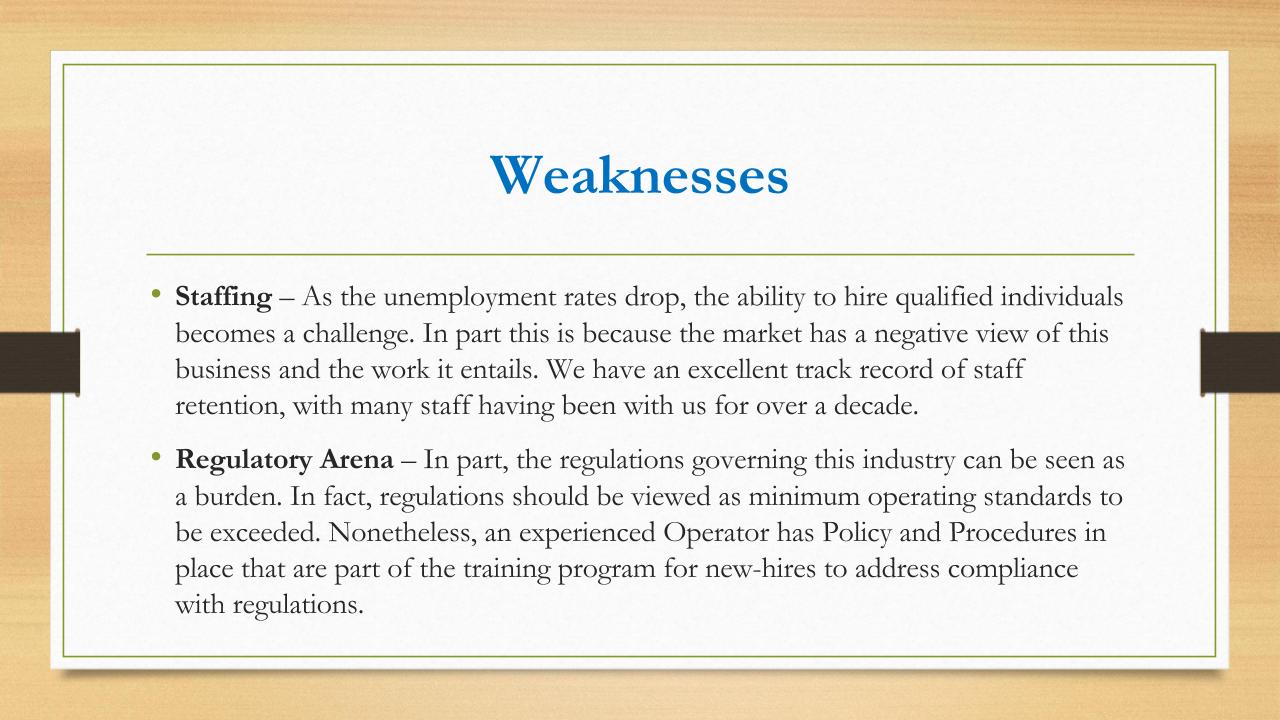 Weaknesses
• Staffing – As the unemployment rates drop, the ability to hire qualified individuals
becomes a challenge. In part this is because the market has a negative view of this
business and the work it entails. We have an excellent track record of staff
retention, with many staff having been with us for over a decade.
• Regulatory Arena – In part, the regulations governing this industry can be seen as
a burden. In fact, regulations should be viewed as minimum operating standards to
be exceeded. Nonetheless, an experienced Operator has Policy and Procedures in
place that are part of the training program for new-hires to address compliance
with regulations.